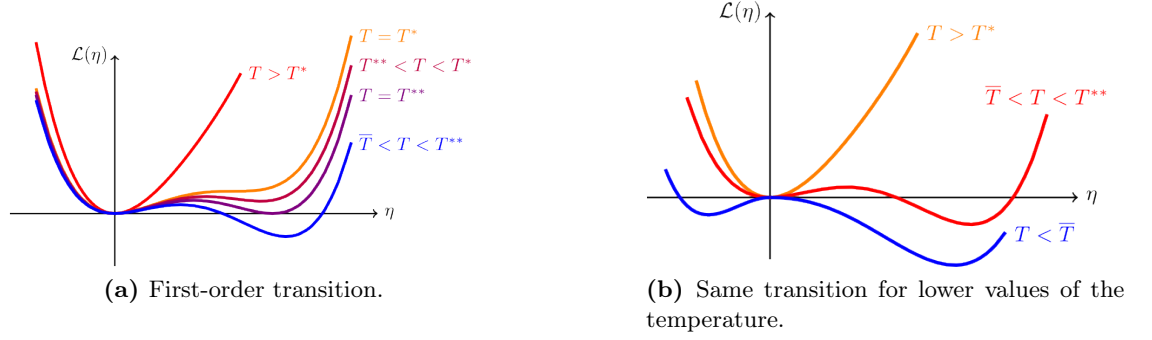 ℒ(η)
T = T*
T > T*
T** < T < T*
T = T**
T̅ < T < T**
η
(a) First-order transition.
ℒ(η)
T > T*
T̅ < T < T**
η
T < T̅
(b) Same transition for lower values of the
temperature.